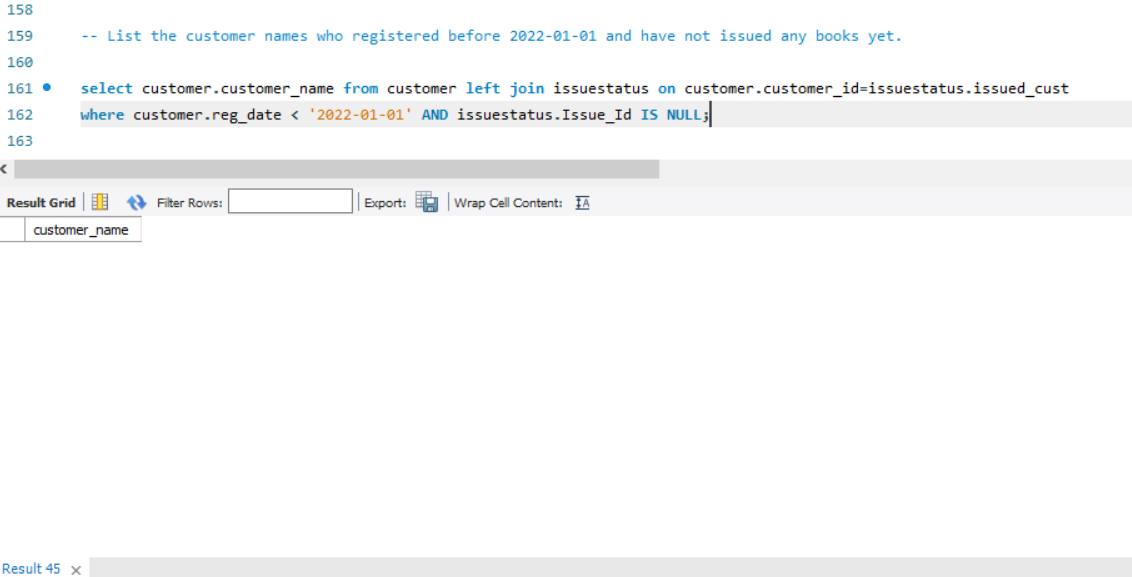 158
159 -- List the customer names who registered before 2022-01-01 and have not issued any books yet.
160
161 select customer.customer_name from customer left join issuestatus on customer.customer_id=issuestatus.issued_cust
162 where customer.reg_date < '2022-01-01' AND issuestatus.Issue_Id IS NULL;
163
Result Grid Filter Rows: Export: Wrap Cell Content: IA
customer_name
Result 45 ×